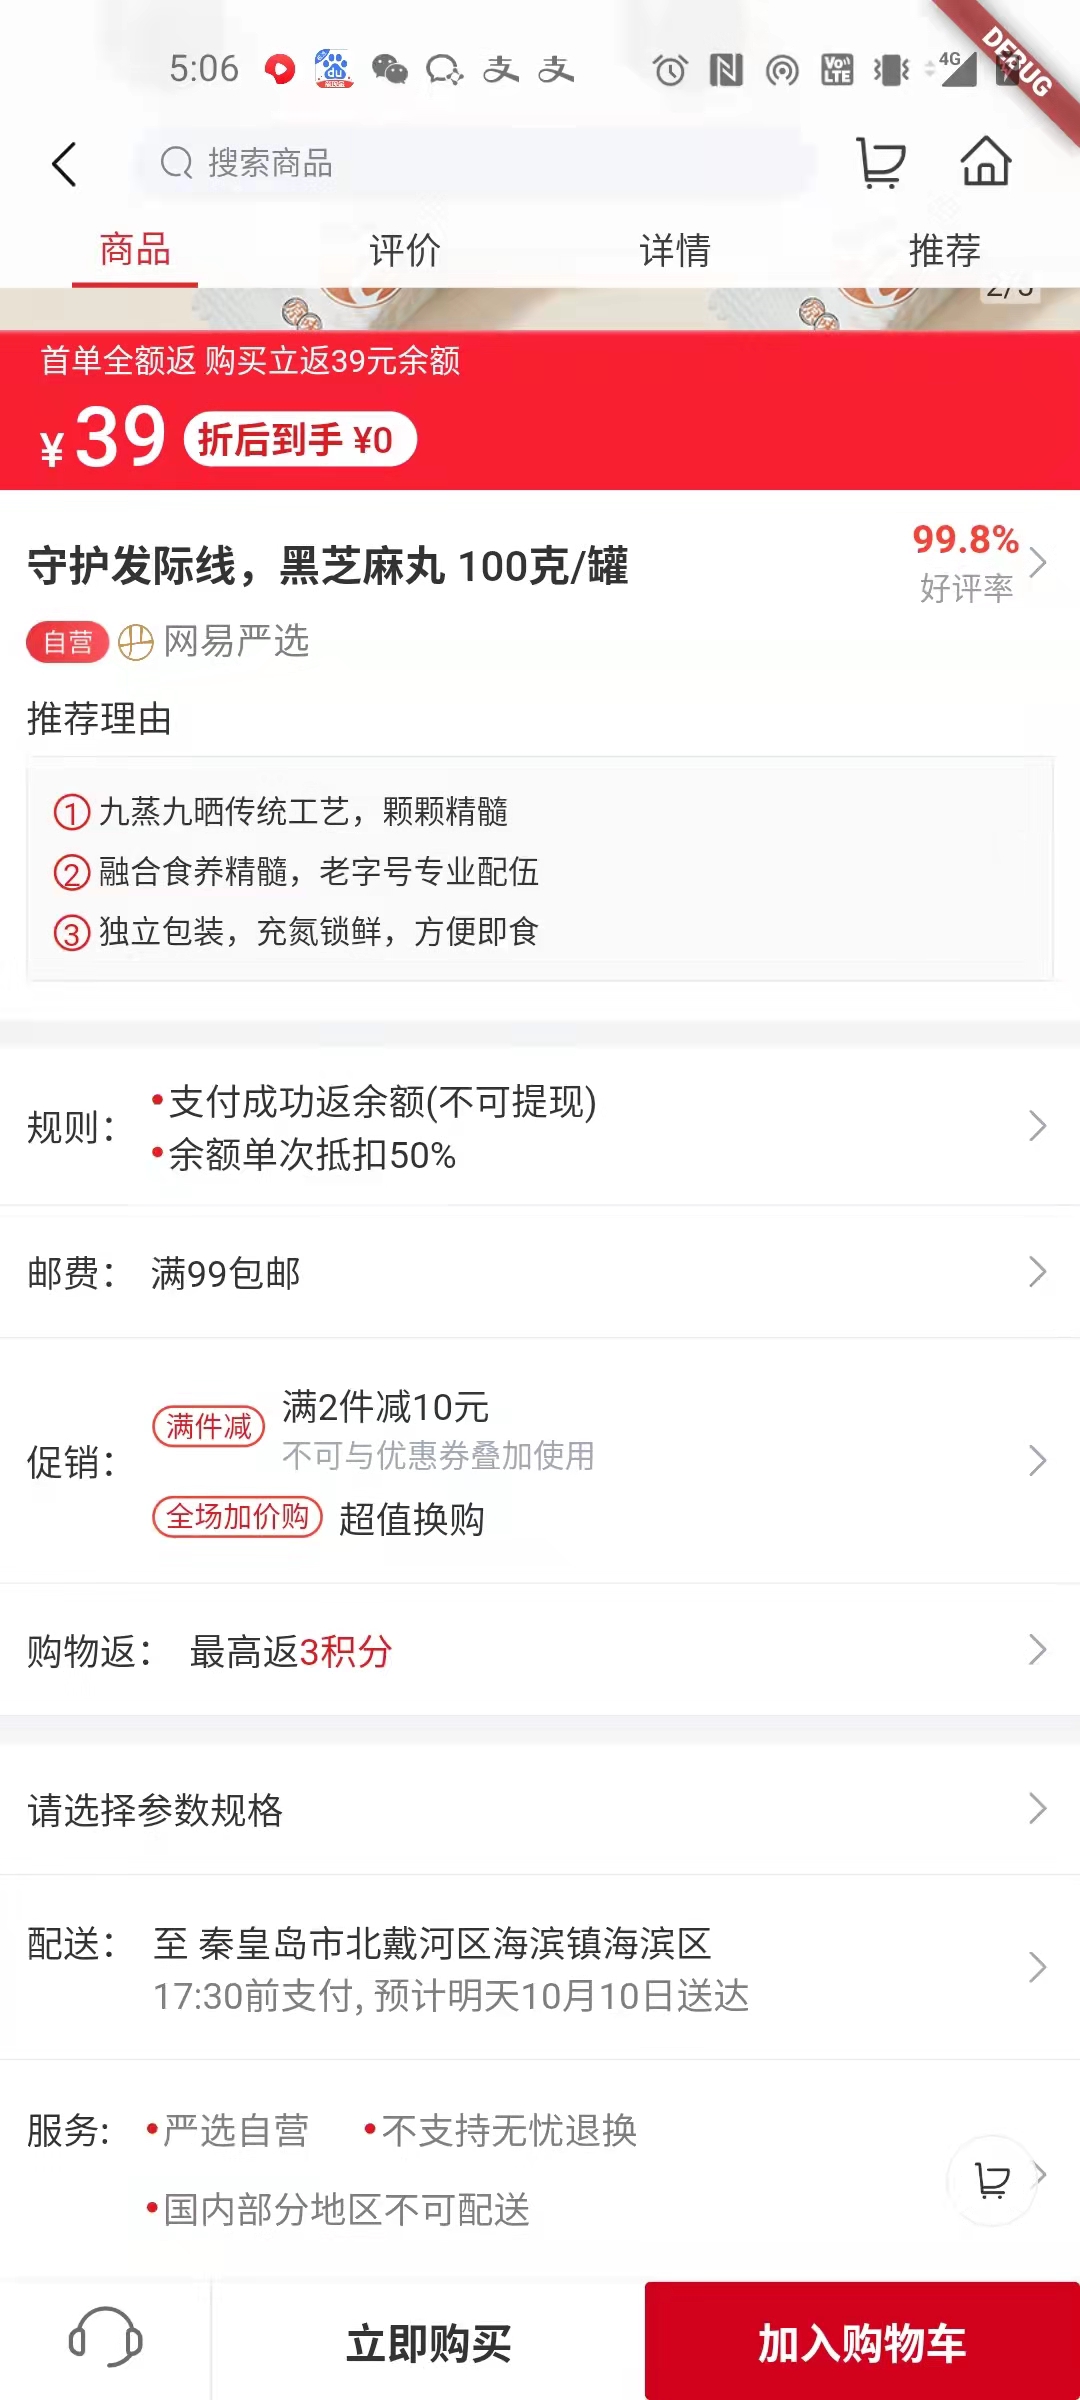 5:06
4G
DEBUG
搜索商品
商品 评价 详情 推荐
首单全额返 购买立返39元余额
¥39 折后到手 ¥0
守护发际线，黑芝麻丸 100克/罐
99.8%
好评率
自营 网易严选
推荐理由
① 九蒸九晒传统工艺，颗颗精髓
② 融合食养精髓，老字号专业配伍
③ 独立包装，充氮锁鲜，方便即食
规则：
•支付成功返余额(不可提现)
•余额单次抵扣50%
邮费： 满99包邮
促销：
满件减 满2件减10元
不可与优惠券叠加使用
全场加价购 超值换购
购物返： 最高返3积分
请选择参数规格
配送： 至 秦皇岛市北戴河区海滨镇海滨区
17:30前支付, 预计明天10月10日送达
服务: •严选自营 •不支持无忧退换
•国内部分地区不可配送
立即购买 加入购物车